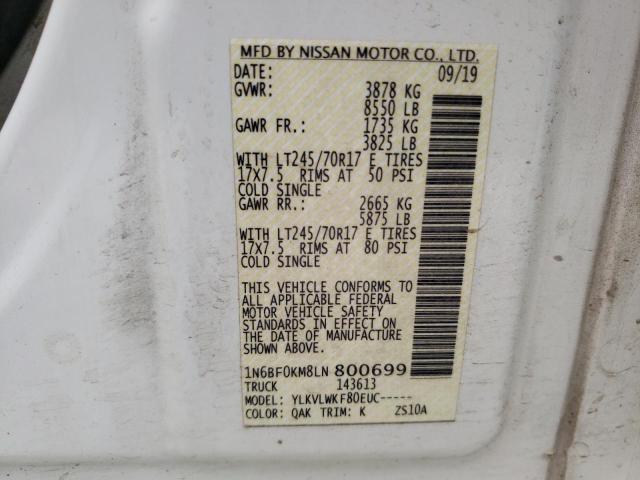 MFD BY NISSAN MOTOR CO., LTD.
DATE: 09/19
GVWR: 3878 KG
8550 LB
GAWR FR.: 1735 KG
3825 LB
WITH LT245/70R17 E TIRES
17X7.5 RIMS AT 50 PSI
COLD SINGLE
GAWR RR.: 2665 KG
5875 LB
WITH LT245/70R17 E TIRES
17X7.5 RIMS AT 80 PSI
COLD SINGLE
THIS VEHICLE CONFORMS TO
ALL APPLICABLE FEDERAL
MOTOR VEHICLE SAFETY
STANDARDS IN EFFECT ON
THE DATE OF MANUFACTURE
SHOWN ABOVE.
1N6BF0KM8LN 800699
TRUCK 143613
MODEL: YLKVLWKF80EUC-----
COLOR: QAK TRIM: K ZS10A